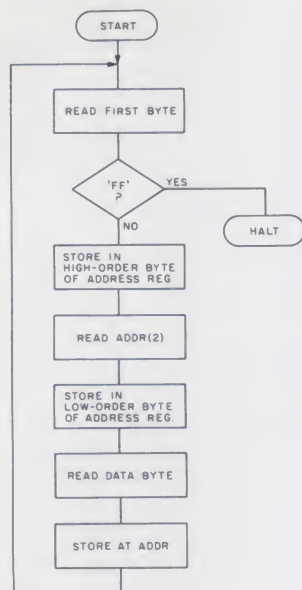 START
READ FIRST BYTE
'FF'
?
YES
NO
HALT
STORE IN
HIGH-ORDER BYTE
OF ADDRESS REG
READ ADDR(2)
STORE IN
LOW-ORDER BYTE
OF ADDRESS REG.
READ DATA BYTE
STORE AT ADDR